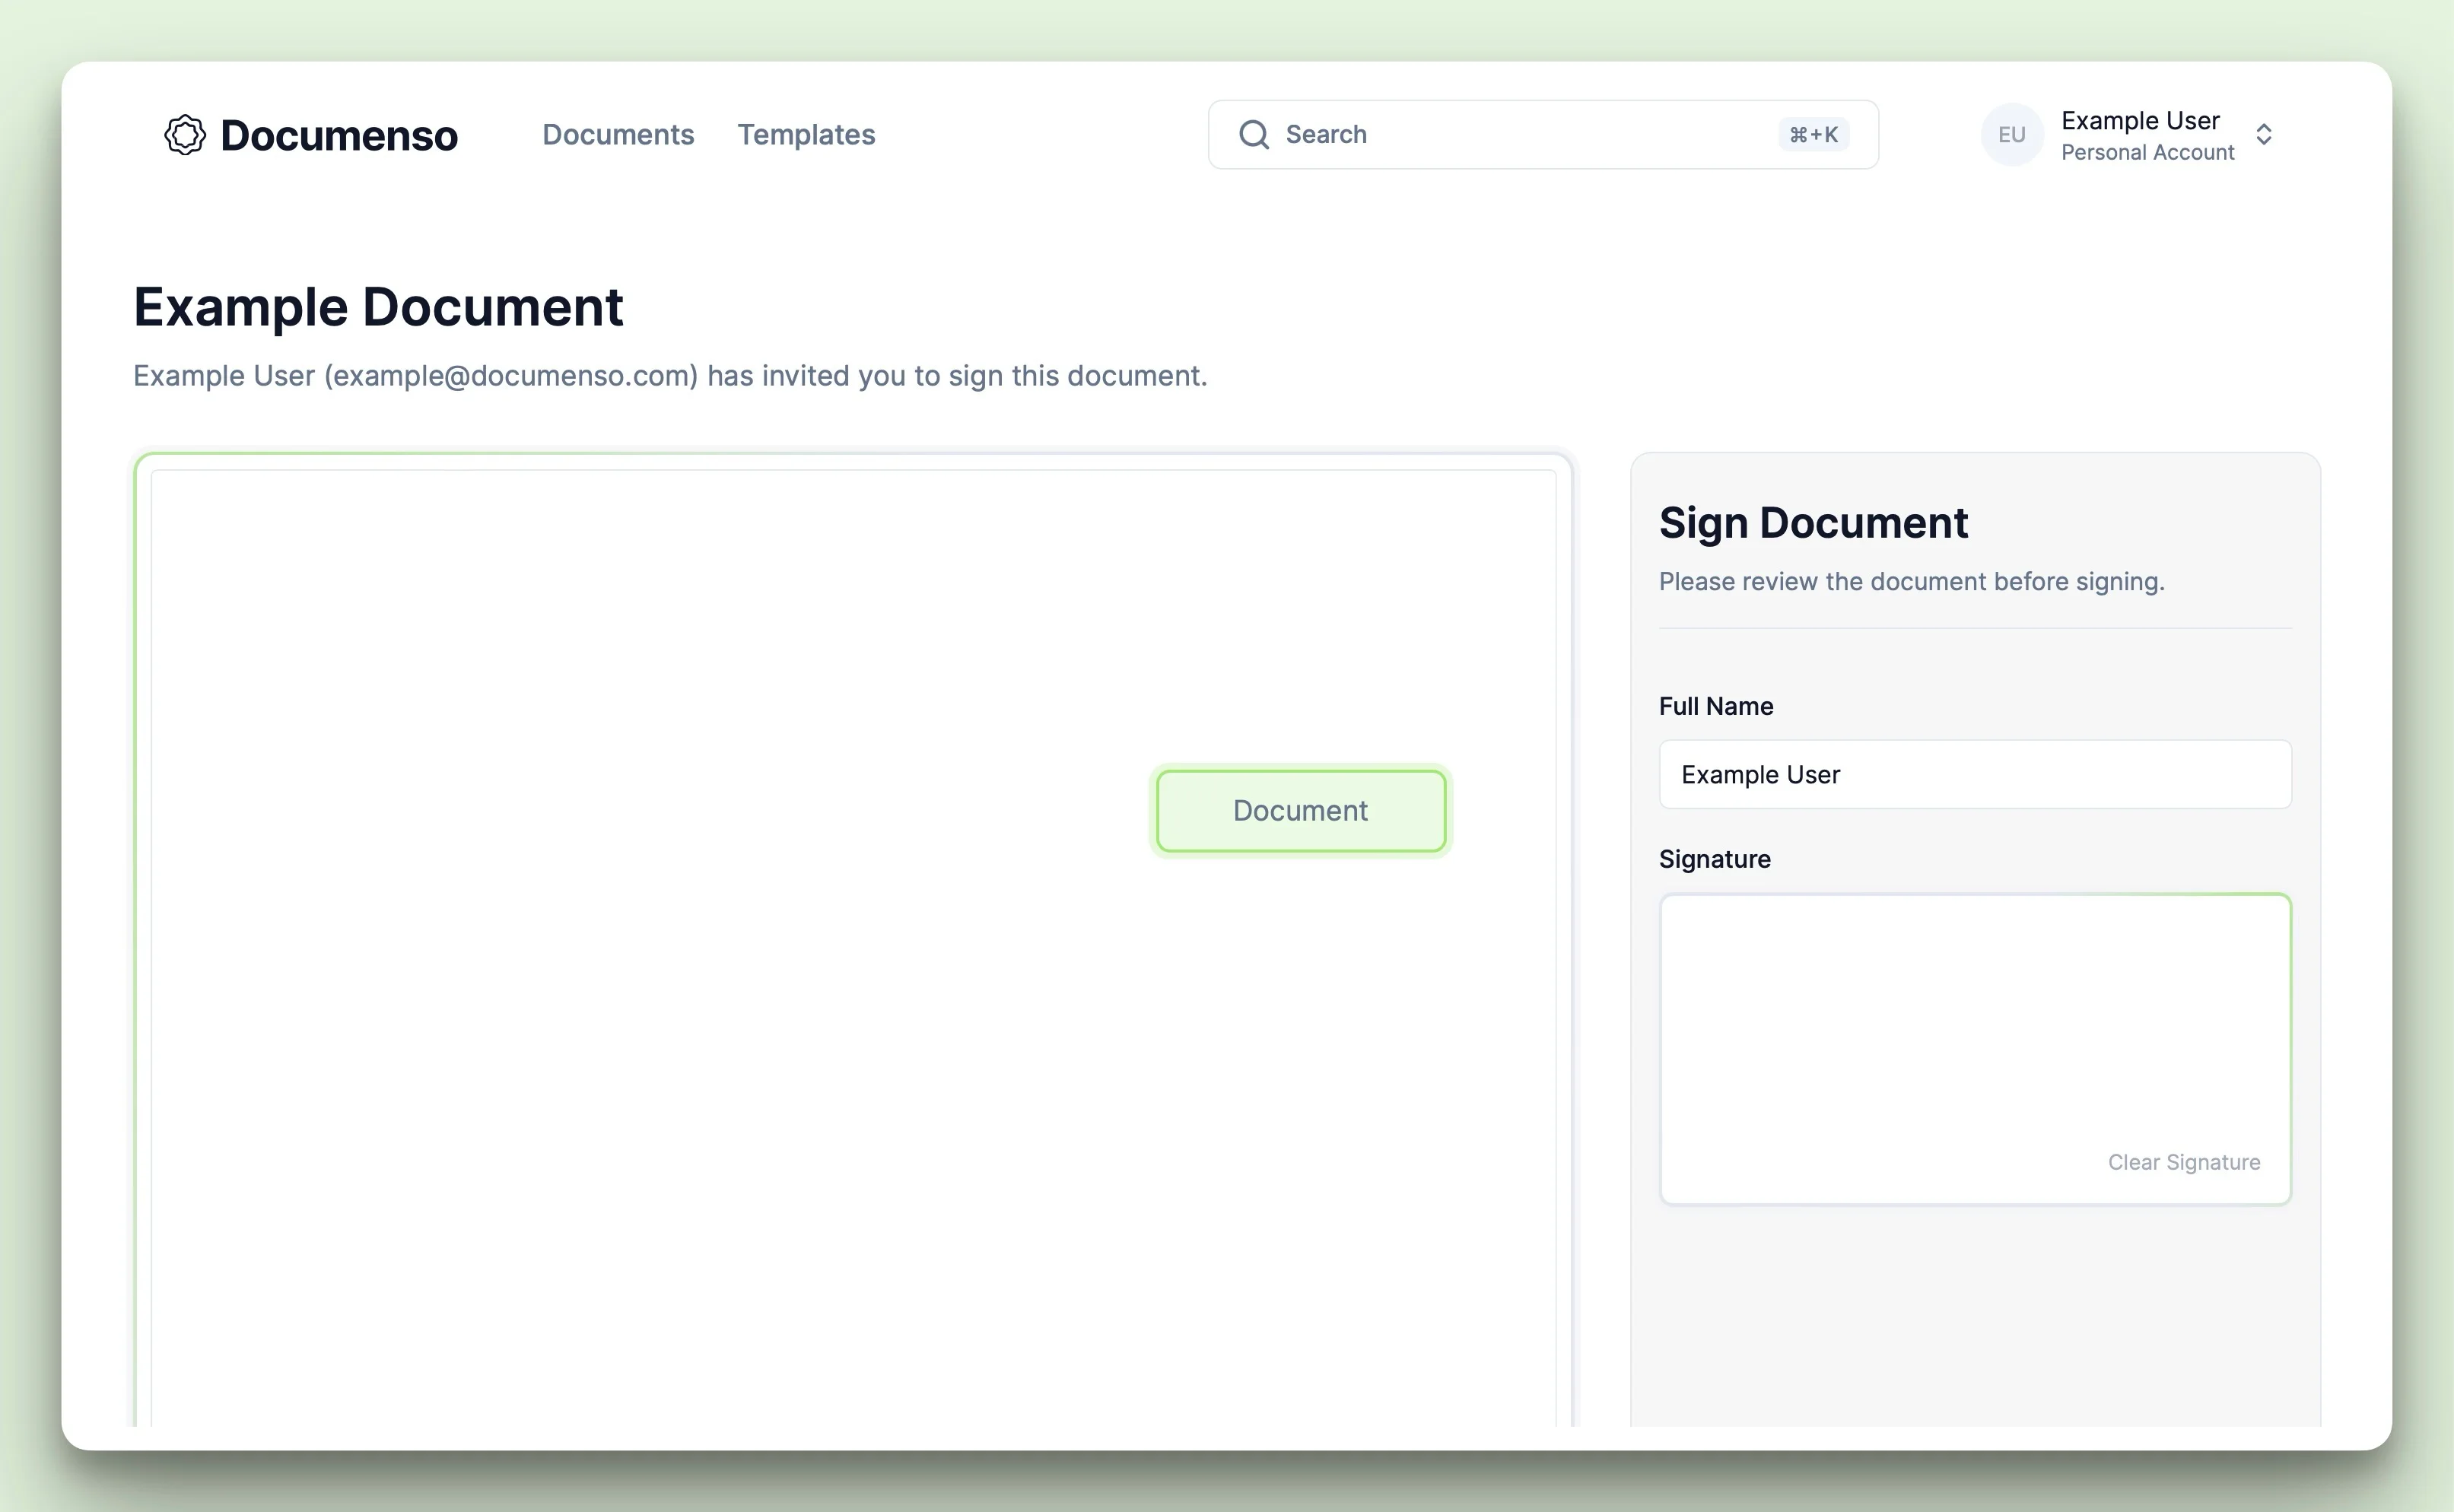 Documenso
Documents
Templates
Search
⌘+K
EU
Example User
Personal Account
Example Document
Example User (example@documenso.com) has invited you to sign this document.
Document
Sign Document
Please review the document before signing.
Full Name
Example User
Signature
Clear Signature